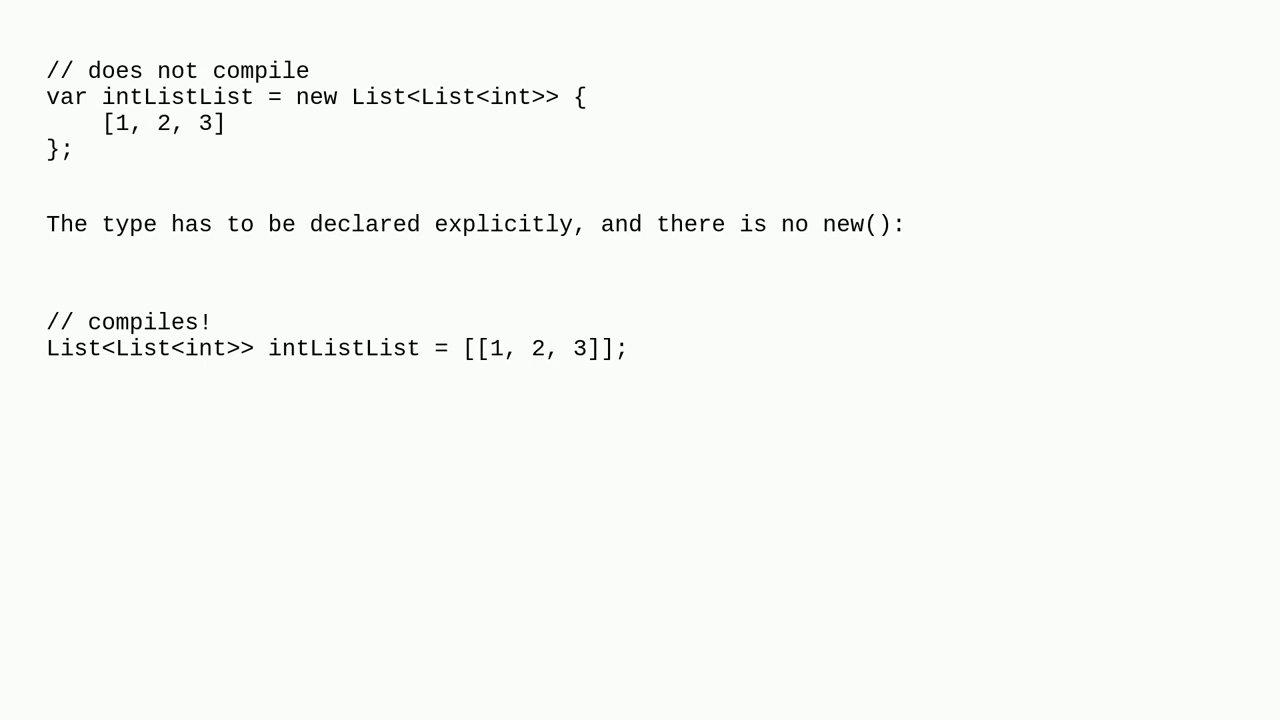 // does not compile
var intListList = new List<List<int>> {
    [1, 2, 3]
};
The type has to be declared explicitly, and there is no new():
// compiles!
List<List<int>> intListList = [[1, 2, 3]];